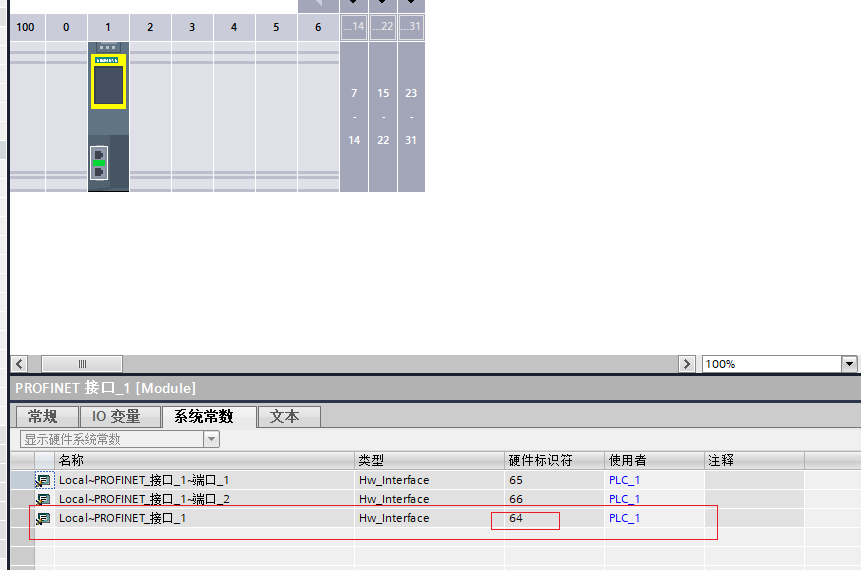 ...14 ...22 ...31
100 0 1 2 3 4 5 6
SIEMENS
7 15 23
- - -
14 22 31
100%
PROFINET 接口_1 [Module]
常规 IO 变量 系统常数 文本
显示硬件系统常数
名称 类型 硬件标识符 使用者 注释
Local~PROFINET_接口_1~端口_1 Hw_Interface 65 PLC_1
Local~PROFINET_接口_1~端口_2 Hw_Interface 66 PLC_1
Local~PROFINET_接口_1 Hw_Interface 64 PLC_1